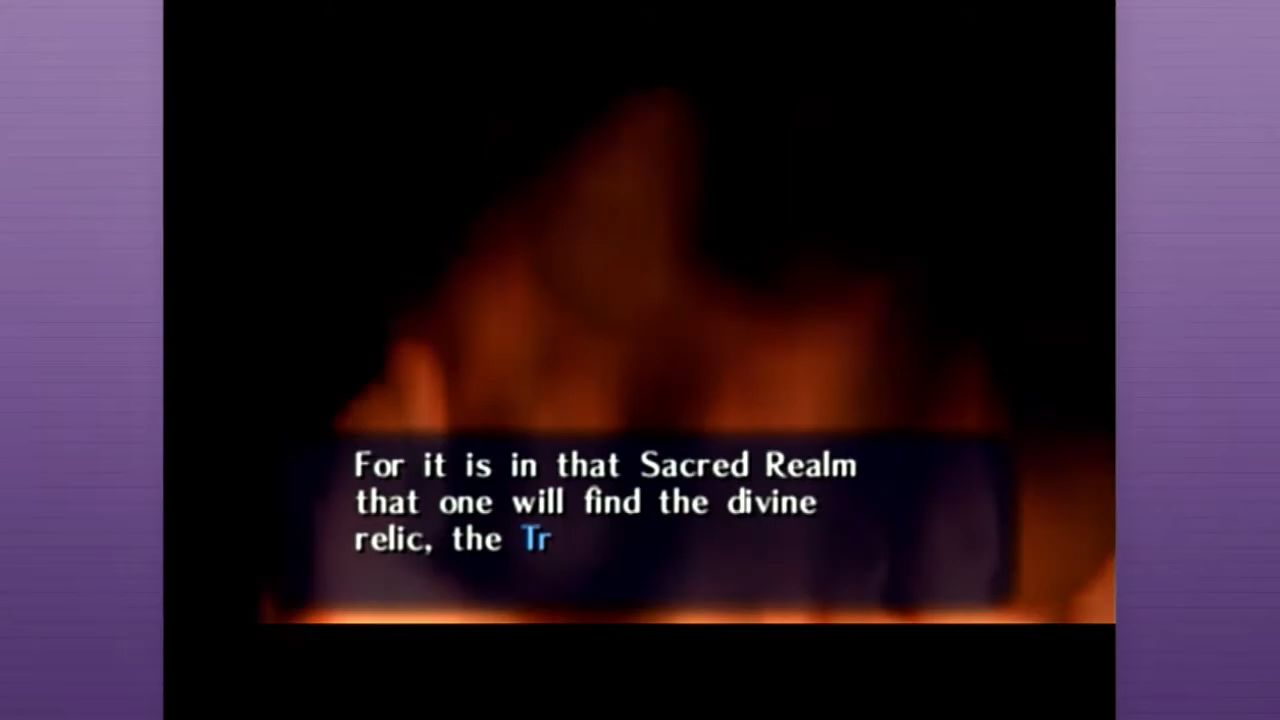 For it is in that Sacred Realm
that one will find the divine
relic, the Tr